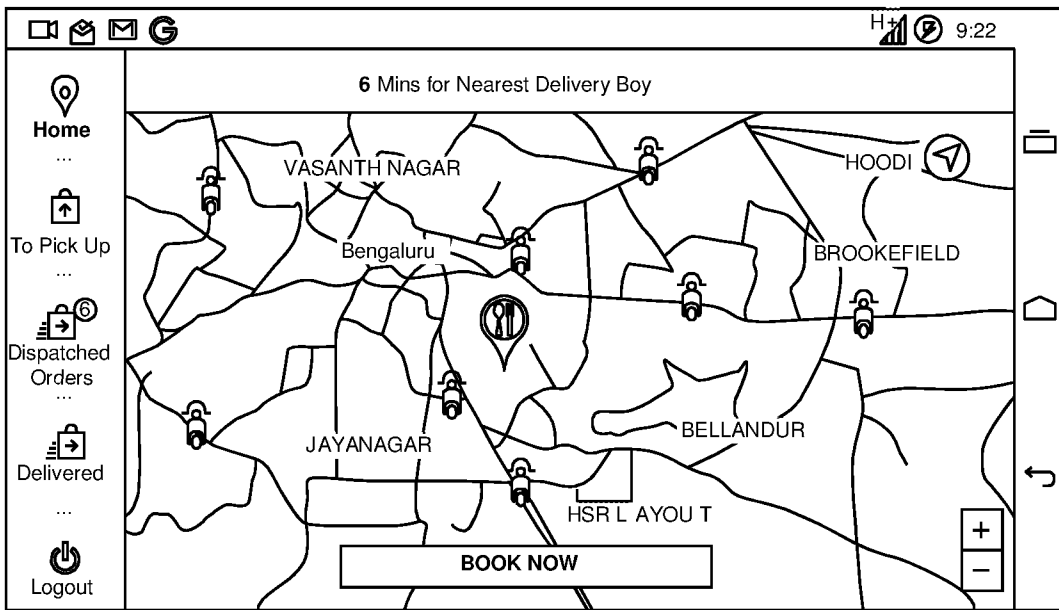 H+ 9:22
6 Mins for Nearest Delivery Boy
Home
...
To Pick Up
...
6
Dispatched
Orders
...
Delivered
...
Logout
VASANTH NAGAR
HOODI
Bengaluru
BROOKEFIELD
JAYANAGAR
BELLANDUR
HSR L AYOU T
BOOK NOW
+
−